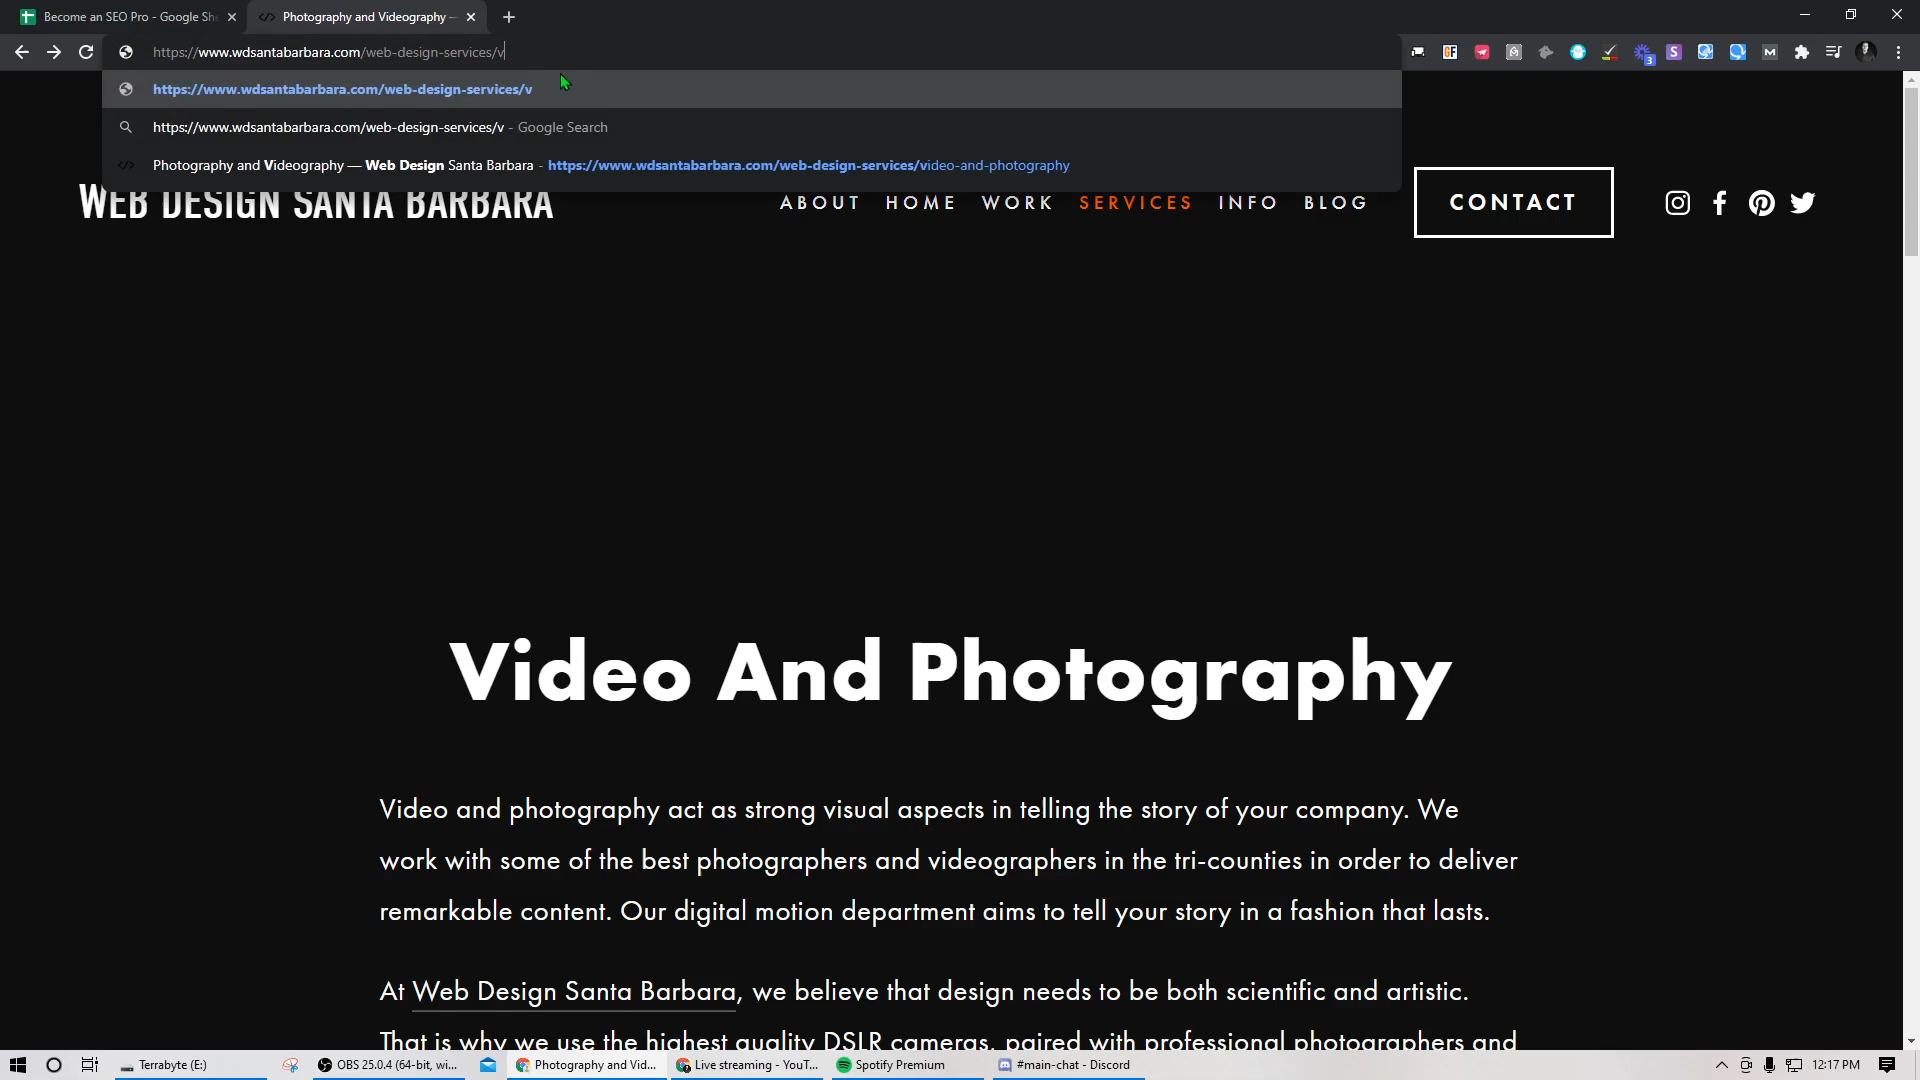 Become an SEO Pro - Google She
Photography and Videography —
https://www.wdsantabarbara.com/web-design-services/v
https://www.wdsantabarbara.com/web-design-services/v
https://www.wdsantabarbara.com/web-design-services/v - Google Search
Photography and Videography — Web Design Santa Barbara - https://www.wdsantabarbara.com/web-design-services/video-and-photography
WEB DESIGN SANTA BARBARA
ABOUT HOME WORK SERVICES INFO BLOG
CONTACT
Video And Photography
Video and photography act as strong visual aspects in telling the story of your company. We
work with some of the best photographers and videographers in the tri-counties in order to deliver
remarkable content. Our digital motion department aims to tell your story in a fashion that lasts.
At Web Design Santa Barbara, we believe that design needs to be both scientific and artistic.
That is why we use the highest quality DSLR cameras, paired with professional photographers and
Terrabyte (E:)
OBS 25.0.4 (64-bit, wi...
Photography and Vid...
Live streaming - YouT...
Spotify Premium
#main-chat - Discord
12:17 PM